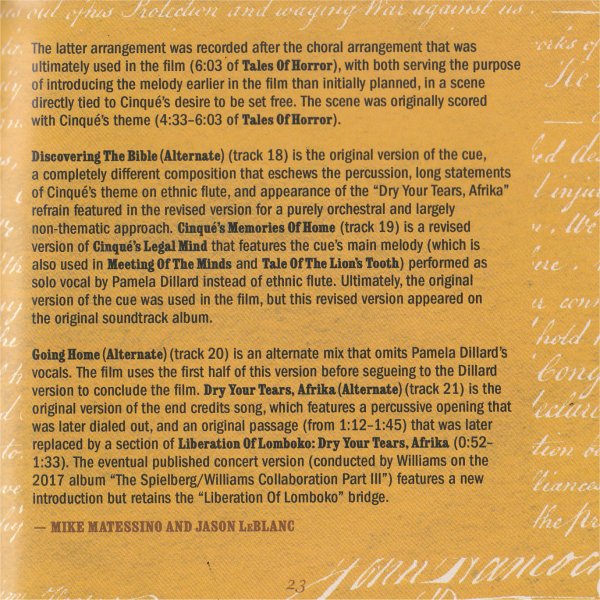 out of his Protection and waging War against us.
The latter arrangement was recorded after the choral arrangement that was
ultimately used in the film (6:03 of Tales Of Horror), with both serving the purpose
of introducing the melody earlier in the film than initially planned, in a scene
directly tied to Cinqué's desire to be set free. The scene was originally scored
with Cinqué's theme (4:33–6:03 of Tales Of Horror).
Discovering The Bible (Alternate) (track 18) is the original version of the cue,
a completely different composition that eschews the percussion, long statements
of Cinqué's theme on ethnic flute, and appearance of the “Dry Your Tears, Afrika”
refrain featured in the revised version for a purely orchestral and largely
non-thematic approach. Cinqué's Memories Of Home (track 19) is a revised
version of Cinqué's Legal Mind that features the cue's main melody (which is
also used in Meeting Of The Minds and Tale Of The Lion's Tooth) performed as
solo vocal by Pamela Dillard instead of ethnic flute. Ultimately, the original
version of the cue was used in the film, but this revised version appeared on
the original soundtrack album.
Going Home (Alternate) (track 20) is an alternate mix that omits Pamela Dillard's
vocals. The film uses the first half of this version before segueing to the Dillard
version to conclude the film. Dry Your Tears, Afrika (Alternate) (track 21) is the
original version of the end credits song, which features a percussive opening that
was later dialed out, and an original passage (from 1:12–1:45) that was later
replaced by a section of Liberation Of Lomboko: Dry Your Tears, Afrika (0:52–
1:33). The eventual published concert version (conducted by Williams on the
2017 album “The Spielberg/Williams Collaboration Part III”) features a new
introduction but retains the “Liberation Of Lomboko” bridge.
— MIKE MATESSINO AND JASON LEBLANC
John Hancock
23